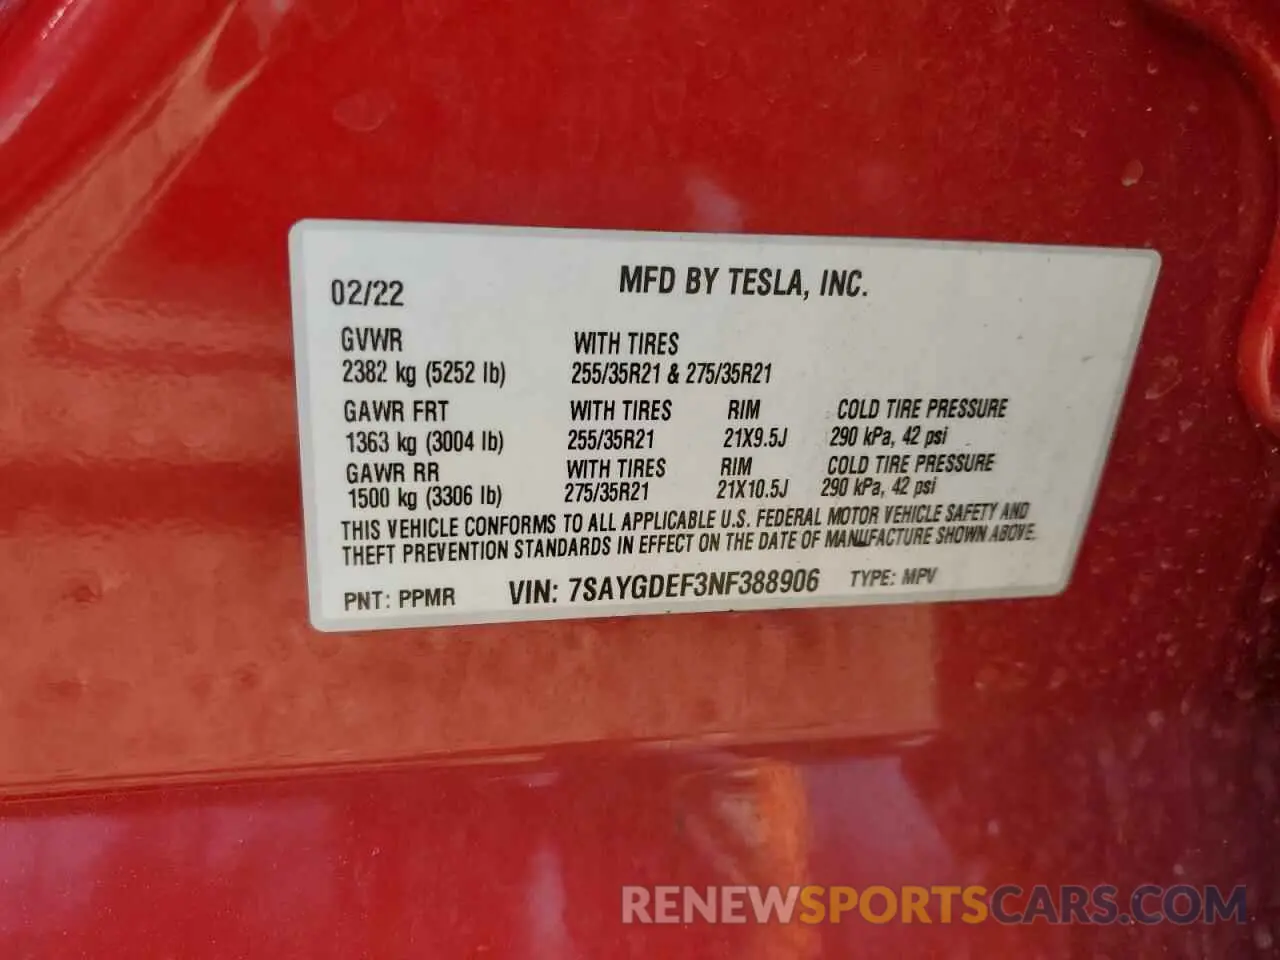 02/22 MFD BY TESLA, INC.
GVWR WITH TIRES
2382 kg (5252 lb) 255/35R21 & 275/35R21
GAWR FRT WITH TIRES RIM COLD TIRE PRESSURE
1363 kg (3004 lb) 255/35R21 21X9.5J 290 kPa, 42 psi
GAWR RR WITH TIRES RIM COLD TIRE PRESSURE
1500 kg (3306 lb) 275/35R21 21X10.5J 290 kPa, 42 psi
THIS VEHICLE CONFORMS TO ALL APPLICABLE U.S. FEDERAL MOTOR VEHICLE SAFETY AND
THEFT PREVENTION STANDARDS IN EFFECT ON THE DATE OF MANUFACTURE SHOWN ABOVE.
PNT: PPMR VIN: 7SAYGDEF3NF388906 TYPE: MPV
RENEWSPORTSCARS.COM